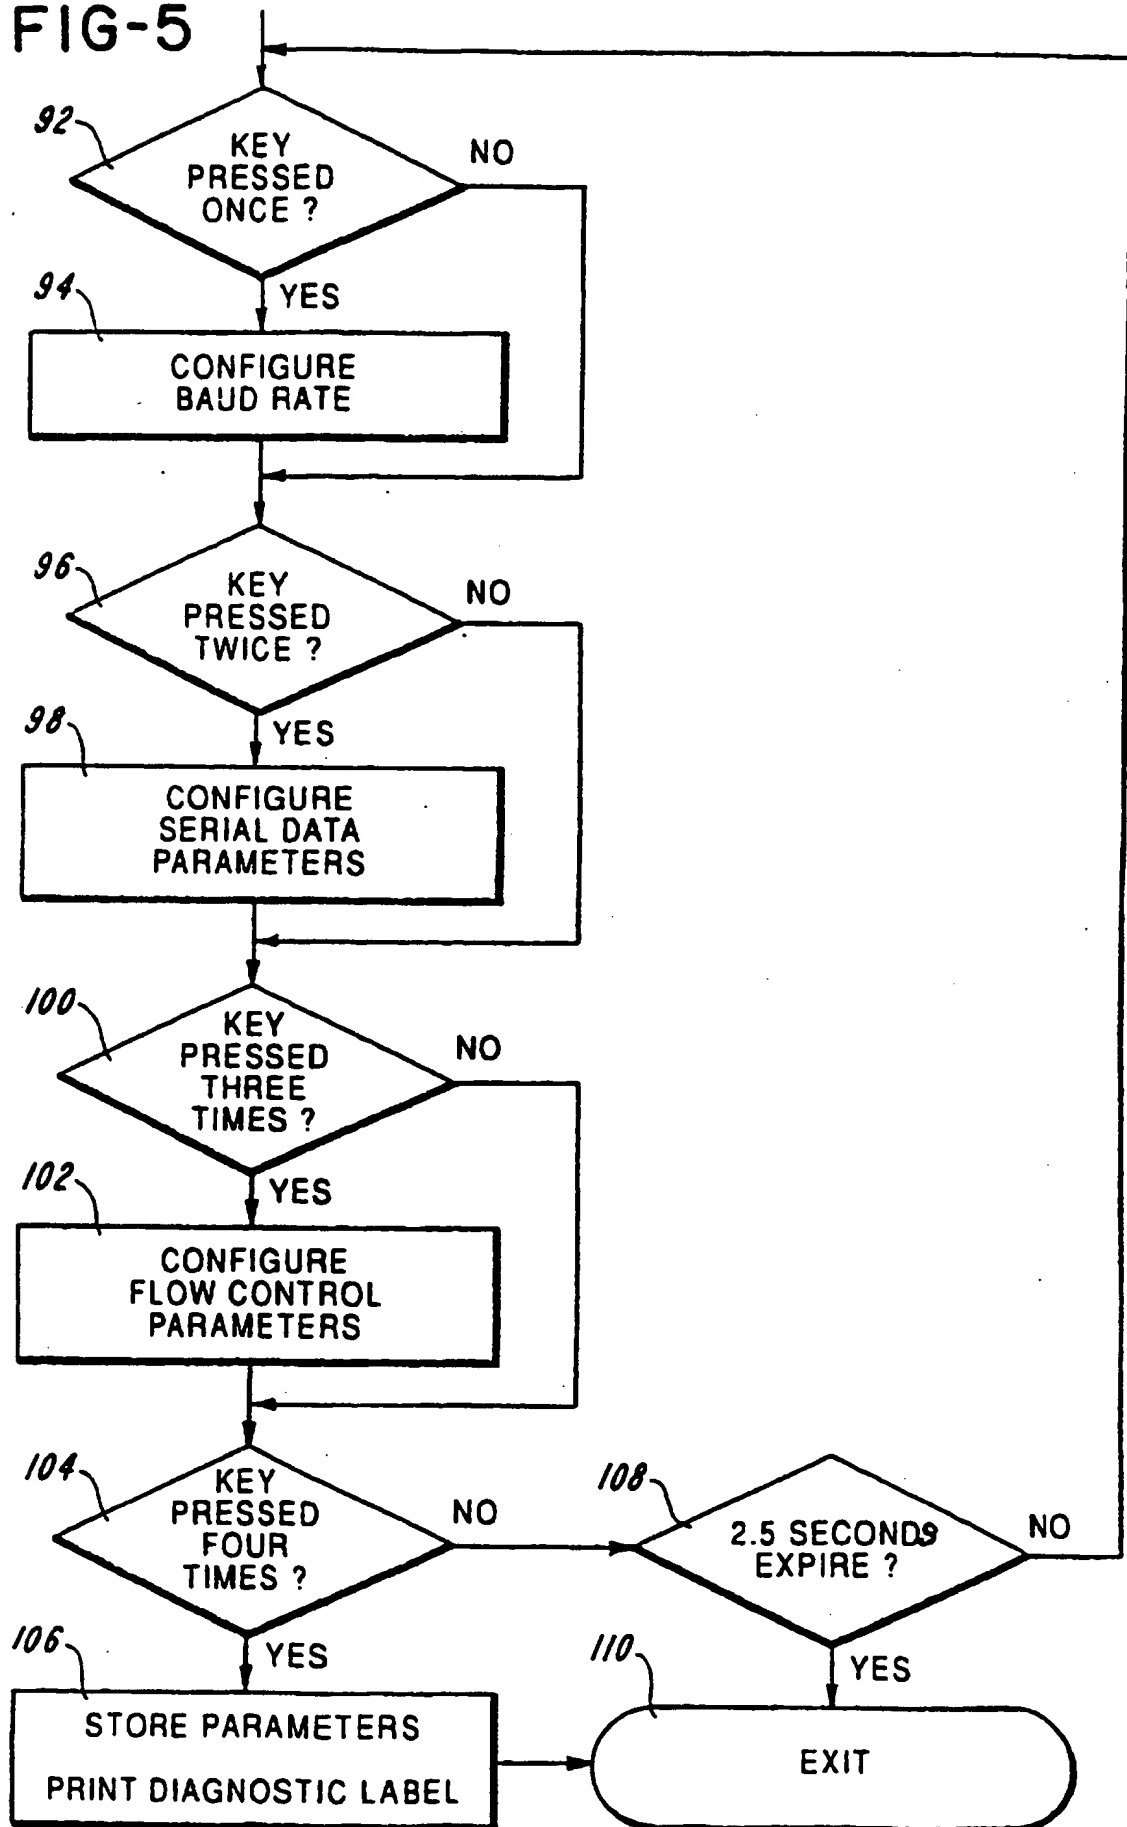 FIG-5
92
KEY
PRESSED
ONCE ?
NO
YES
94
CONFIGURE
BAUD RATE
96
KEY
PRESSED
TWICE ?
NO
YES
98
CONFIGURE
SERIAL DATA
PARAMETERS
100
KEY
PRESSED
THREE
TIMES ?
NO
YES
102
CONFIGURE
FLOW CONTROL
PARAMETERS
104
KEY
PRESSED
FOUR
TIMES ?
NO
YES
108
2.5 SECONDS
EXPIRE ?
NO
YES
106
STORE PARAMETERS
PRINT DIAGNOSTIC LABEL
110
EXIT